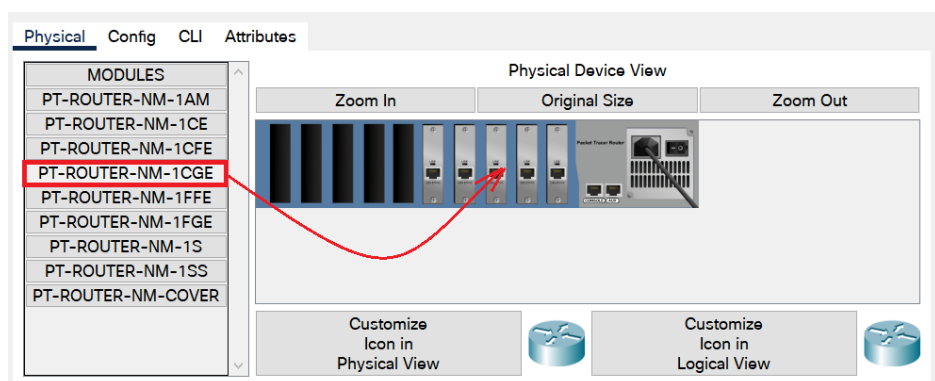 Physical Config CLI Attributes
MODULES
PT-ROUTER-NM-1AM
PT-ROUTER-NM-1CE
PT-ROUTER-NM-1CFE
PT-ROUTER-NM-1CGE
PT-ROUTER-NM-1FFE
PT-ROUTER-NM-1FGE
PT-ROUTER-NM-1S
PT-ROUTER-NM-1SS
PT-ROUTER-NM-COVER
Physical Device View
Zoom In
Original Size
Zoom Out
Packet Tracer Router
CONSOLE AUX
Customize
Icon in
Physical View
Customize
Icon in
Logical View